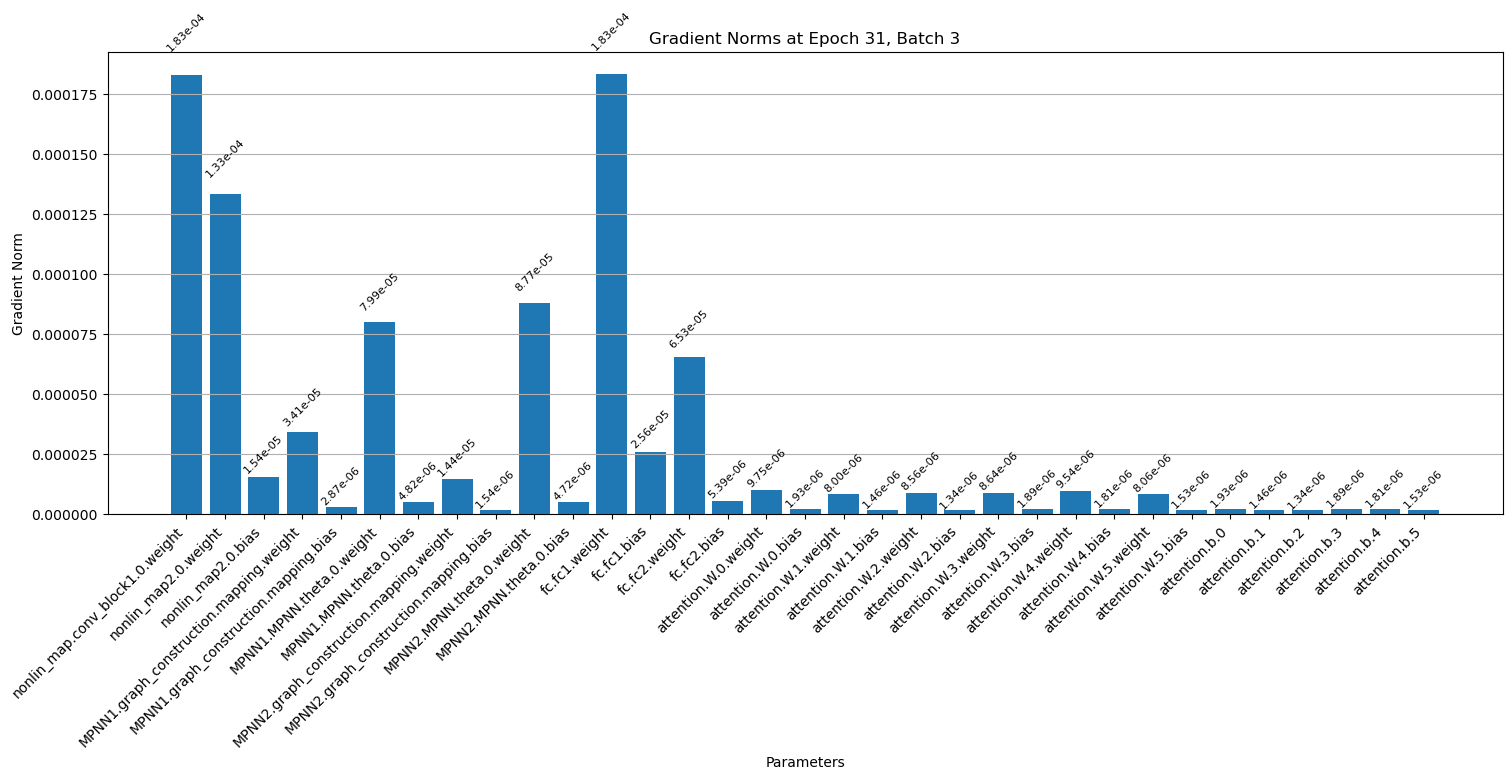 Gradient Norms at Epoch 31, Batch 3
Gradient Norm
0.000175
0.000150
0.000125
0.000100
0.000075
0.000050
0.000025
0.000000
1.83e-04
1.33e-04
1.54e-05
3.41e-05
2.87e-06
7.99e-05
4.82e-06
1.44e-05
1.54e-06
8.77e-05
4.72e-06
1.83e-04
2.56e-05
6.53e-05
5.39e-06
9.75e-06
1.93e-06
8.00e-06
1.46e-06
8.56e-06
1.34e-06
8.64e-06
1.89e-06
9.54e-06
1.81e-06
8.06e-06
1.53e-06
1.93e-06
1.46e-06
1.34e-06
1.89e-06
1.81e-06
1.53e-06
nonlin_map.conv_block1.0.weight
nonlin_map2.0.weight
nonlin_map2.0.bias
MPNN1.graph_construction.mapping.weight
MPNN1.graph_construction.mapping.bias
MPNN1.MPNN.theta.0.weight
MPNN1.MPNN.theta.0.bias
MPNN2.graph_construction.mapping.weight
MPNN2.graph_construction.mapping.bias
MPNN2.MPNN.theta.0.weight
MPNN2.MPNN.theta.0.bias
fc.fc1.weight
fc.fc1.bias
fc.fc2.weight
fc.fc2.bias
attention.W.0.weight
attention.W.0.bias
attention.W.1.weight
attention.W.1.bias
attention.W.2.weight
attention.W.2.bias
attention.W.3.weight
attention.W.3.bias
attention.W.4.weight
attention.W.4.bias
attention.W.5.weight
attention.W.5.bias
attention.b.0
attention.b.1
attention.b.2
attention.b.3
attention.b.4
attention.b.5
Parameters